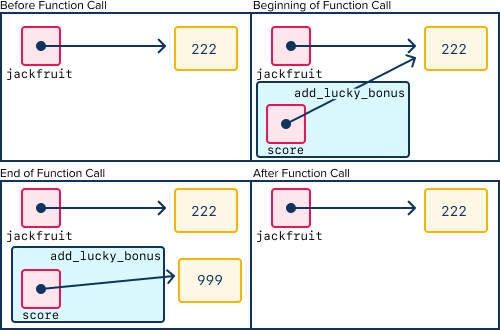 Before Function Call
222
jackfruit
Beginning of Function Call
222
jackfruit
add_lucky_bonus
score
End of Function Call
222
jackfruit
add_lucky_bonus
999
score
After Function Call
222
jackfruit